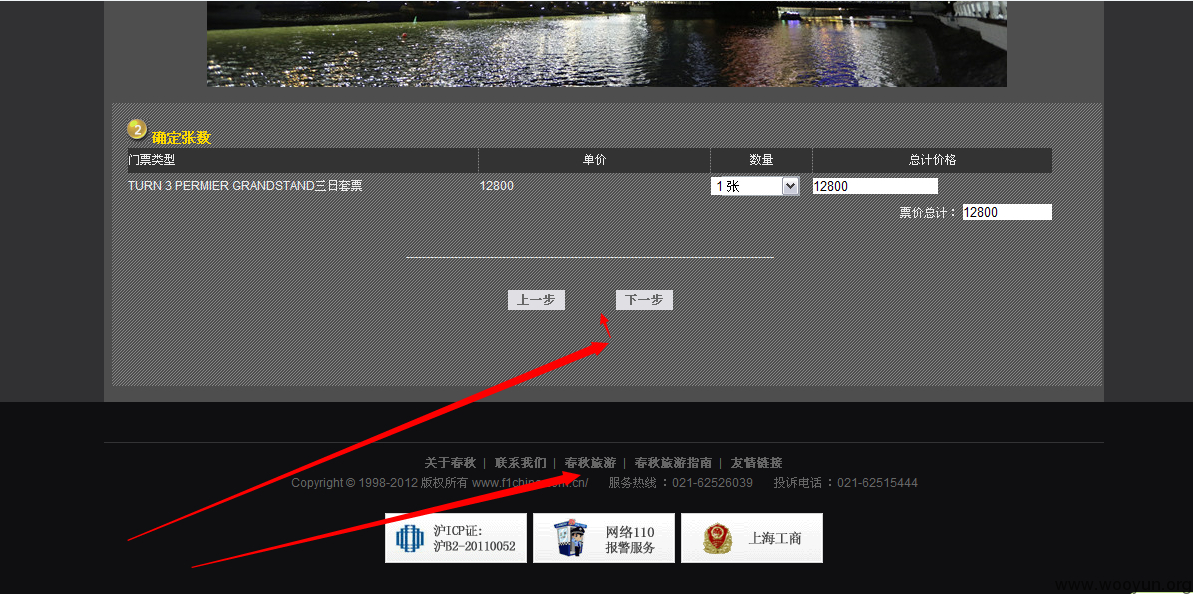 2 确定张数
门票类型 单价 数量 总计价格
TURN 3 PERMIER GRANDSTAND三日套票 12800 1 张 12800
票价总计： 12800
上一步 下一步
关于春秋 | 联系我们 | 春秋旅游 | 春秋旅游指南 | 友情链接
Copyright © 1998-2012 版权所有 www.f1china.com.cn/ 服务热线：021-62526039 投诉电话：021-62515444
沪ICP证: 网络110 上海工商
沪B2-20110052 报警服务
www.wooyun.org